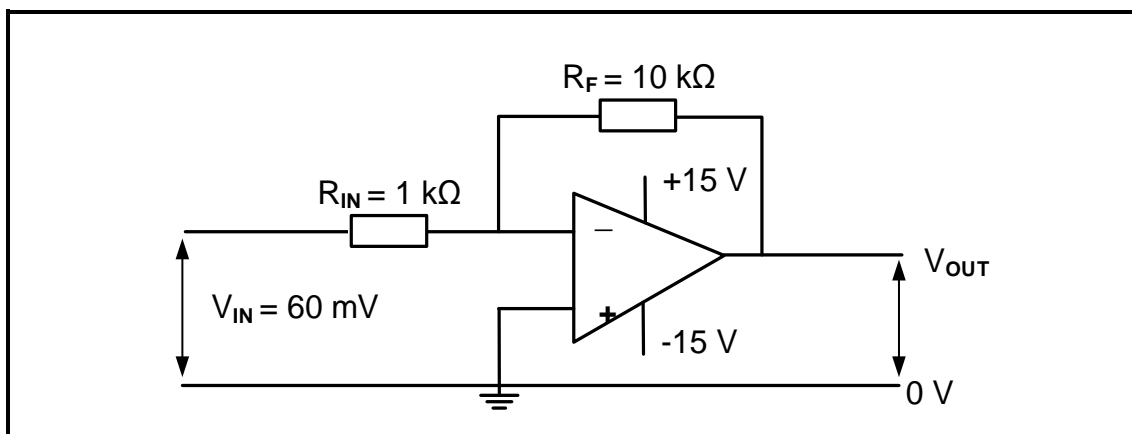 R_F = 10 kΩ
R_IN = 1 kΩ
+15 V
−
V_OUT
V_IN = 60 mV
+
-15 V
0 V